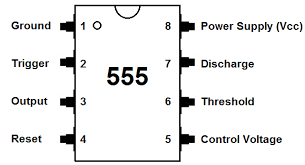 Ground 1 8 Power Supply (Vcc)
Trigger 2 7 Discharge
555
Output 3 6 Threshold
Reset 4 5 Control Voltage